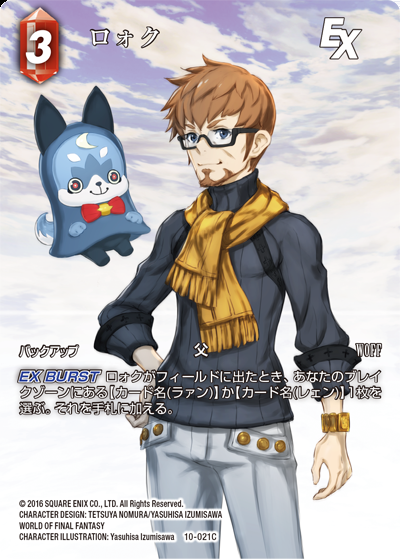 3 ロォク EX
バックアップ 父 WOFF
EX BURST ロォクがフィールドに出たとき、あなたのブレイ
クゾーンにある【カード名(ラァン)】か【カード名(レェン)】1枚を
選ぶ。それを手札に加える。
© 2016 SQUARE ENIX CO., LTD. All Rights Reserved.
CHARACTER DESIGN: TETSUYA NOMURA/YASUHISA IZUMISAWA
WORLD OF FINAL FANTASY
CHARACTER ILLUSTRATION: Yasuhisa Izumisawa 10-021C